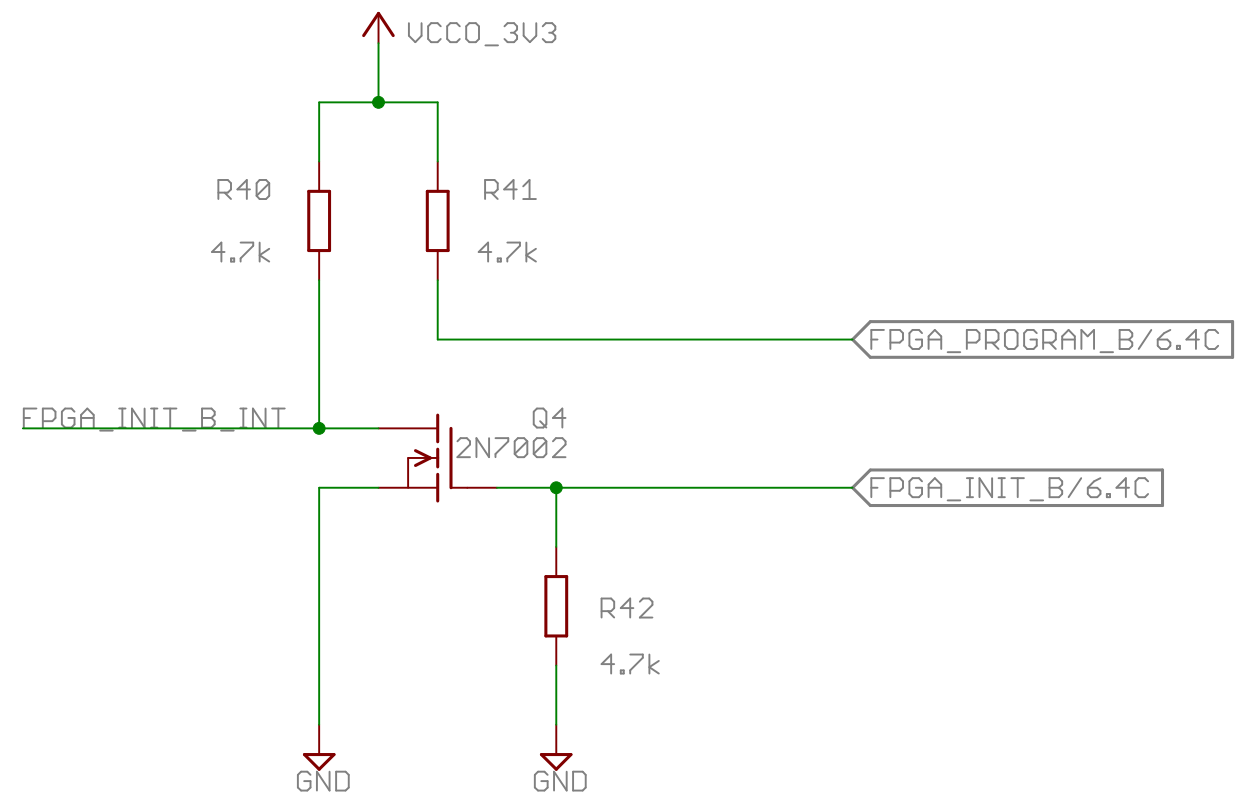 VCCO_3V3
R40
R41
4.7k
4.7k
FPGA_PROGRAM_B/6.4C
FPGA_INIT_B_INT
Q4
2N7002
FPGA_INIT_B/6.4C
R42
4.7k
GND
GND